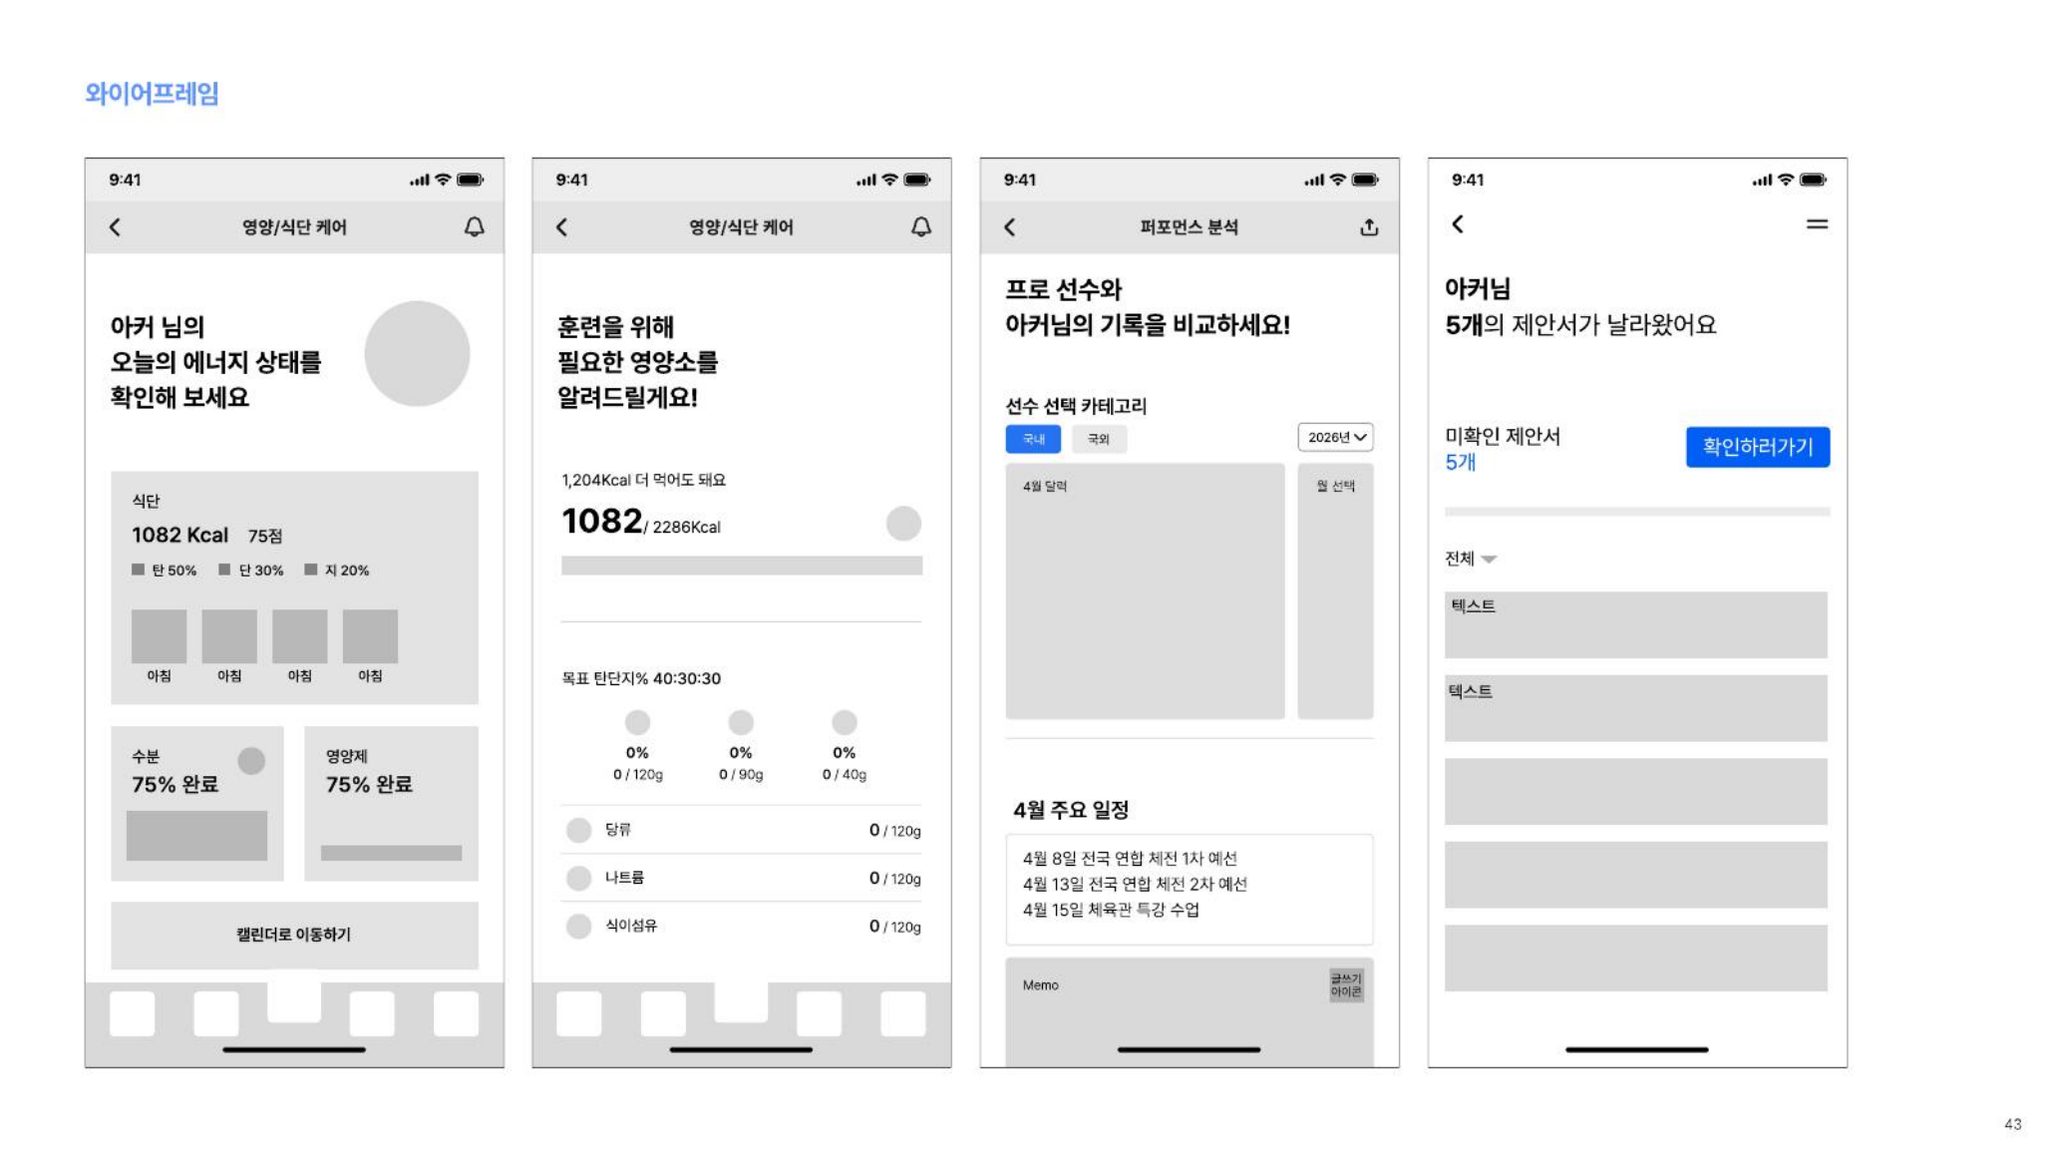 와이어프레임
9:41
영양/식단 케어
아커 님의
오늘의 에너지 상태를
확인해 보세요
식단
1082 Kcal 75점
탄 50% 단 30% 지 20%
아침 아침 아침 아침
수분
75% 완료
영양제
75% 완료
캘린더로 이동하기
9:41
영양/식단 케어
훈련을 위해
필요한 영양소를
알려드릴게요!
1,204Kcal 더 먹어도 돼요
1082/ 2286Kcal
목표 탄단지% 40:30:30
0% 0% 0%
0 / 120g 0 / 90g 0 / 40g
당류 0 / 120g
나트륨 0 / 120g
식이섬유 0 / 120g
9:41
퍼포먼스 분석
프로 선수와
아커님의 기록을 비교하세요!
선수 선택 카테고리
국내 국외 2026년
4월 달력 월 선택
4월 주요 일정
4월 8일 전국 연합 체전 1차 예선
4월 13일 전국 연합 체전 2차 예선
4월 15일 체육관 특강 수업
Memo
글쓰기
아이콘
9:41
아커님
5개의 제안서가 날라왔어요
미확인 제안서
5개
확인하러가기
전체
텍스트
텍스트
43